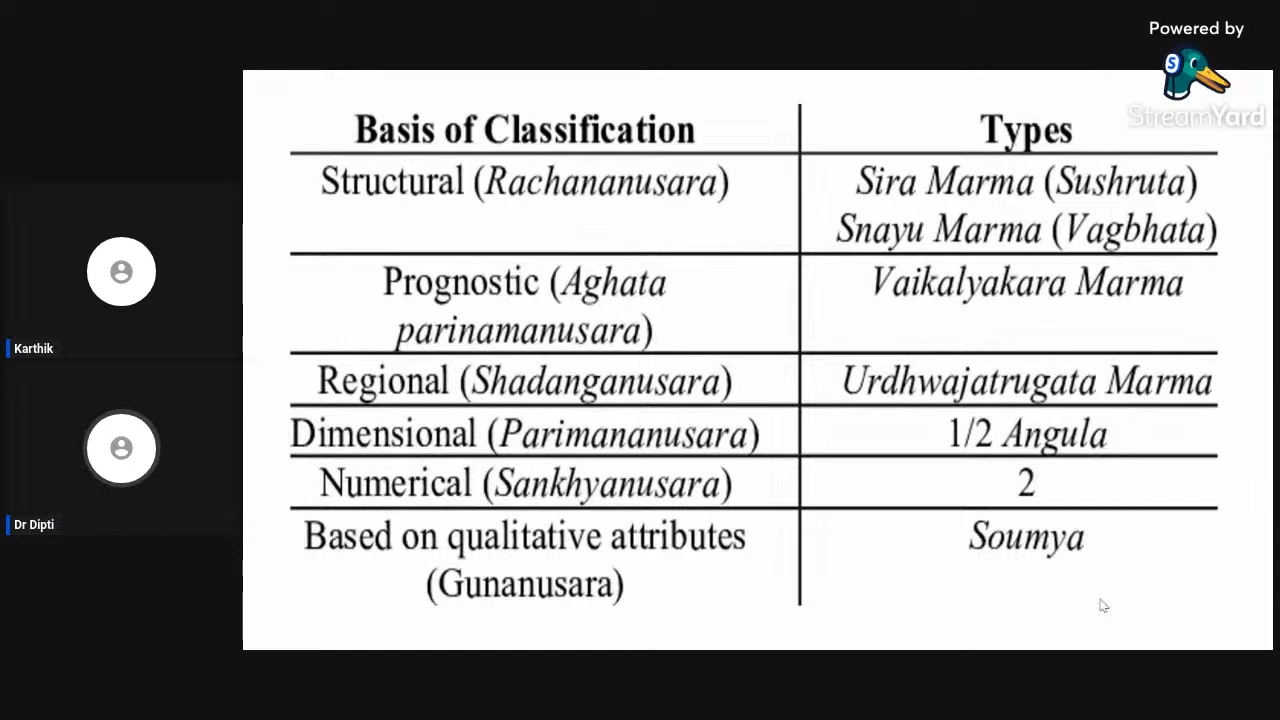 Powered by
S
StreamYard
Basis of Classification
Types
Structural (Rachananusara)
Sira Marma (Sushruta)
Snayu Marma (Vagbhata)
Prognostic (Aghata
parinamanusara)
Vaikalyakara Marma
Regional (Shadanganusara)
Urdhwajatrugata Marma
Dimensional (Parimananusara)
1/2 Angula
Numerical (Sankhyanusara)
2
Based on qualitative attributes
(Gunanusara)
Soumya
Karthik
Dr Dipti